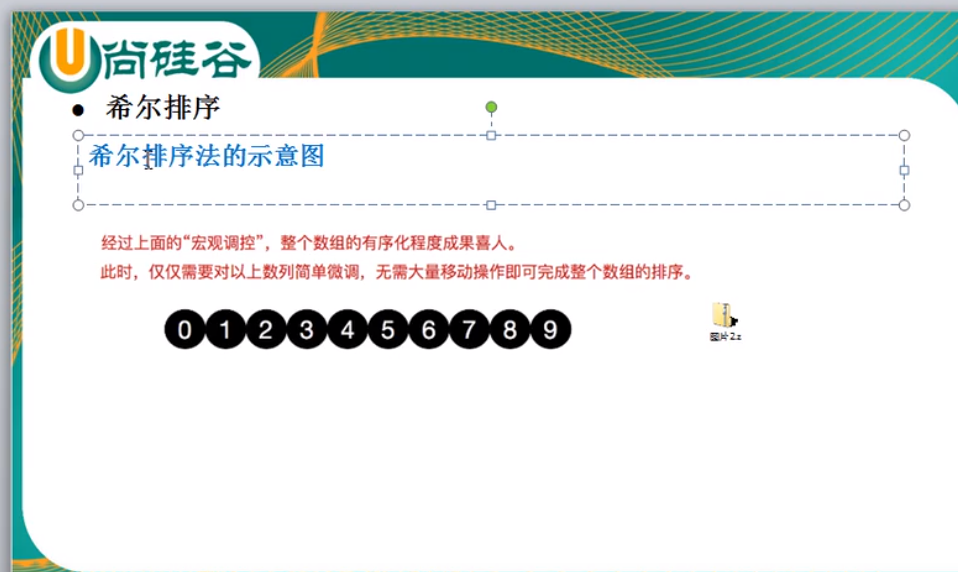 尚硅谷
希尔排序
希尔排序法的示意图
经过上面的“宏观调控”，整个数组的有序化程度成果喜人。
此时，仅仅需要对以上数列简单微调，无需大量移动操作即可完成整个数组的排序。
0 1 2 3 4 5 6 7 8 9
图片2.z